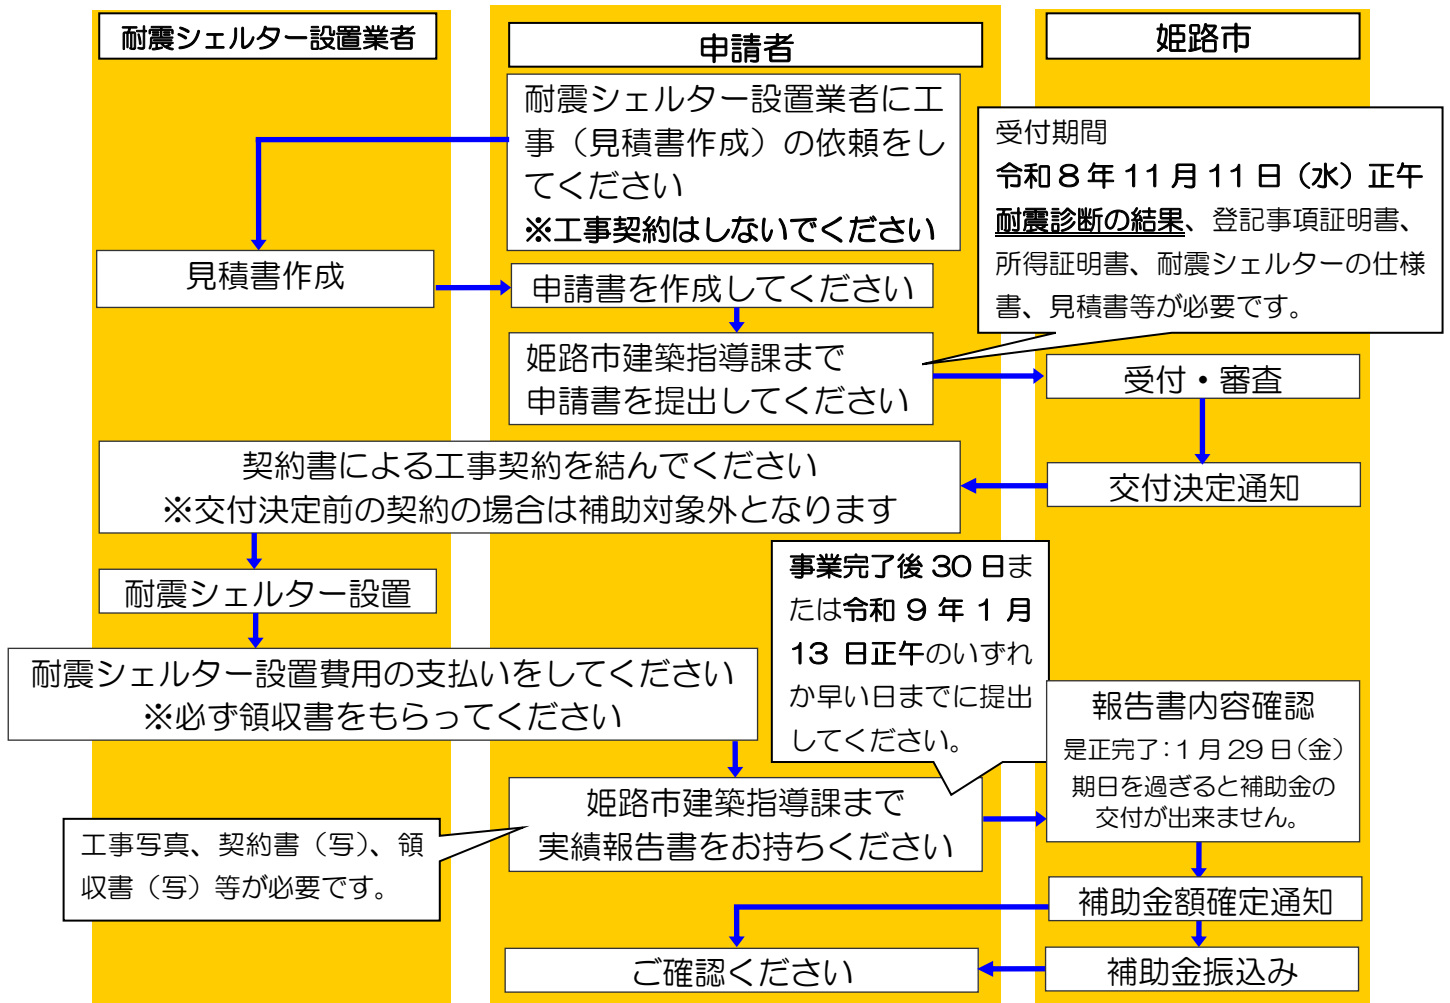 耐震シェルター設置業者
申請者
姫路市
耐震シェルター設置業者に工
事（見積書作成）の依頼をし
てください
※工事契約はしないでください
受付期間
令和８年 11 月 11 日（水）正午
耐震診断の結果、登記事項証明書、
所得証明書、耐震シェルターの仕様
書、見積書等が必要です。
見積書作成
申請書を作成してください
姫路市建築指導課まで
申請書を提出してください
受付・審査
契約書による工事契約を結んでください
※交付決定前の契約の場合は補助対象外となります
交付決定通知
耐震シェルター設置
事業完了後 30 日ま
たは令和 9 年 1 月
13 日正午のいずれ
か早い日までに提出
してください。
耐震シェルター設置費用の支払いをしてください
※必ず領収書をもらってください
報告書内容確認
是正完了：1 月 29 日（金）
期日を過ぎると補助金の
交付が出来ません。
姫路市建築指導課まで
実績報告書をお持ちください
工事写真、契約書（写）、領
収書（写）等が必要です。
補助金額確定通知
ご確認ください
補助金振込み